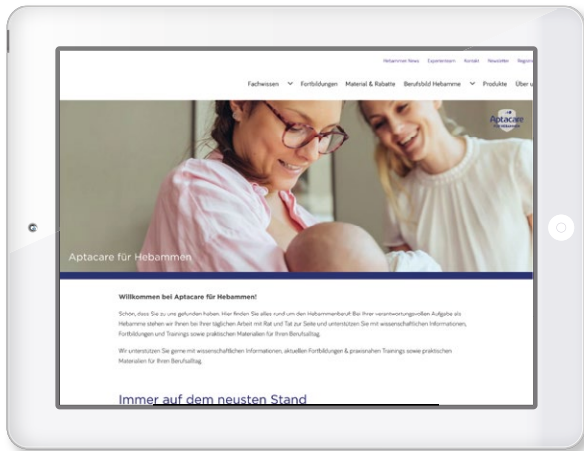 Hebammen News Expertenteam Kontakt Newsletter Registrie
Fachwissen Fortbildungen Material & Rabatte Berufsbild Hebamme Produkte Über u
Aptacare
FÜR HEBAMMEN
Aptacare für Hebammen
Willkommen bei Aptacare für Hebammen!
Schön, dass Sie zu uns gefunden haben. Hier finden Sie alles rund um den Hebammenberuf! Bei Ihrer verantwortungsvollen Aufgabe als
Hebamme stehen wir Ihnen bei Ihrer täglichen Arbeit mit Rat und Tat zur Seite und unterstützen Sie mit wissenschaftlichen Informationen,
Fortbildungen und Trainings sowie praktischen Materialien für Ihren Berufsalltag.
Wir unterstützen Sie gerne mit wissenschaftlichen Informationen, aktuellen Fortbildungen & praxisnahen Trainings sowie praktischen
Materialien für Ihren Berufsalltag.
Immer auf dem neusten Stand